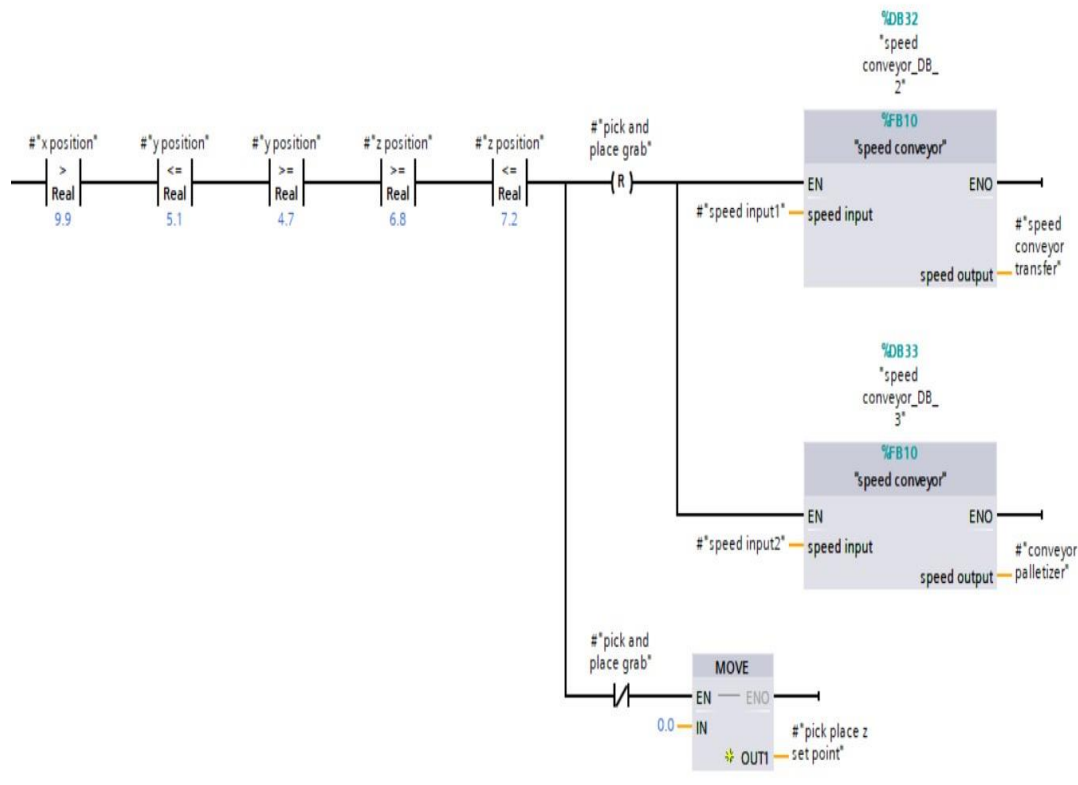 %DB32
"speed
conveyor_DB_
2"
#"x position"
#"y position"
#"y position"
#"z position"
#"z position"
>
Real
9.9
<=
Real
5.1
>=
Real
4.7
>=
Real
6.8
<=
Real
7.2
#"pick and
place grab"
R
%FB10
"speed conveyor"
EN
ENO
#"speed input1"
speed input
speed output
#"speed
conveyor
transfer"
%DB33
"speed
conveyor_DB_
3"
%FB10
"speed conveyor"
EN
ENO
#"speed input2"
speed input
speed output
#"conveyor
palletizer"
#"pick and
place grab"
MOVE
EN
ENO
0.0
IN
OUT1
#"pick place z
set point"